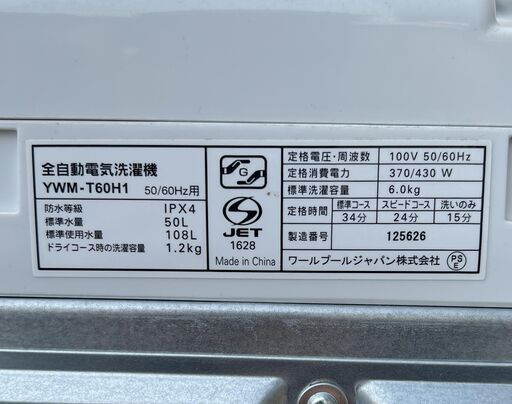 全自動電気洗濯機
YWM-T60H1 50/60Hz用
防水等級 IPX4
標準水量 50L
標準使用水量 108L
ドライコース時の洗濯容量 1.2kg
G
JET
1628
Made in China
定格電圧・周波数 100V 50/60Hz
定格消費電力 370/430 W
標準洗濯容量 6.0kg
定格時間 標準コース スピードコース 洗いのみ
34分 24分 15分
製造番号 125626
ワールプールジャパン株式会社 PSE